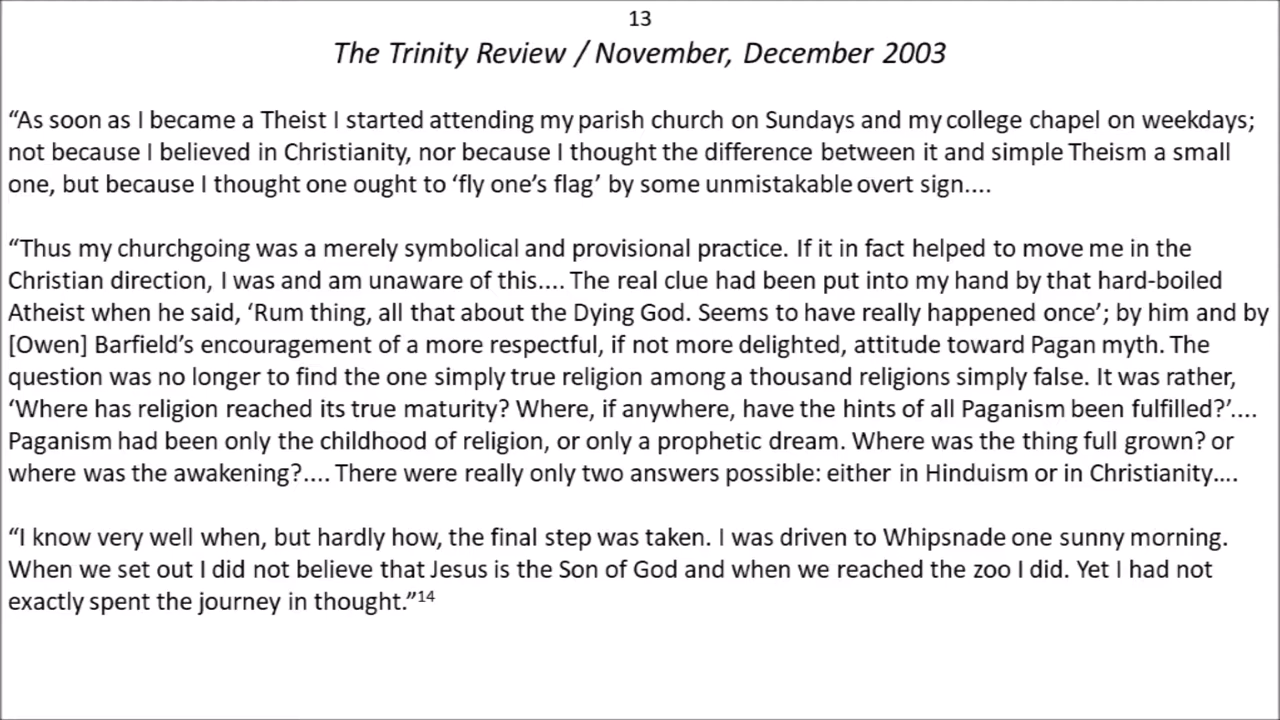 13
The Trinity Review / November, December 2003
“As soon as I became a Theist I started attending my parish church on Sundays and my college chapel on weekdays;
not because I believed in Christianity, nor because I thought the difference between it and simple Theism a small
one, but because I thought one ought to ‘fly one’s flag’ by some unmistakable overt sign....
“Thus my churchgoing was a merely symbolical and provisional practice. If it in fact helped to move me in the
Christian direction, I was and am unaware of this.... The real clue had been put into my hand by that hard-boiled
Atheist when he said, ‘Rum thing, all that about the Dying God. Seems to have really happened once’; by him and by
[Owen] Barfield’s encouragement of a more respectful, if not more delighted, attitude toward Pagan myth. The
question was no longer to find the one simply true religion among a thousand religions simply false. It was rather,
‘Where has religion reached its true maturity? Where, if anywhere, have the hints of all Paganism been fulfilled?’....
Paganism had been only the childhood of religion, or only a prophetic dream. Where was the thing full grown? or
where was the awakening?.... There were really only two answers possible: either in Hinduism or in Christianity....
“I know very well when, but hardly how, the final step was taken. I was driven to Whipsnade one sunny morning.
When we set out I did not believe that Jesus is the Son of God and when we reached the zoo I did. Yet I had not
exactly spent the journey in thought.”14